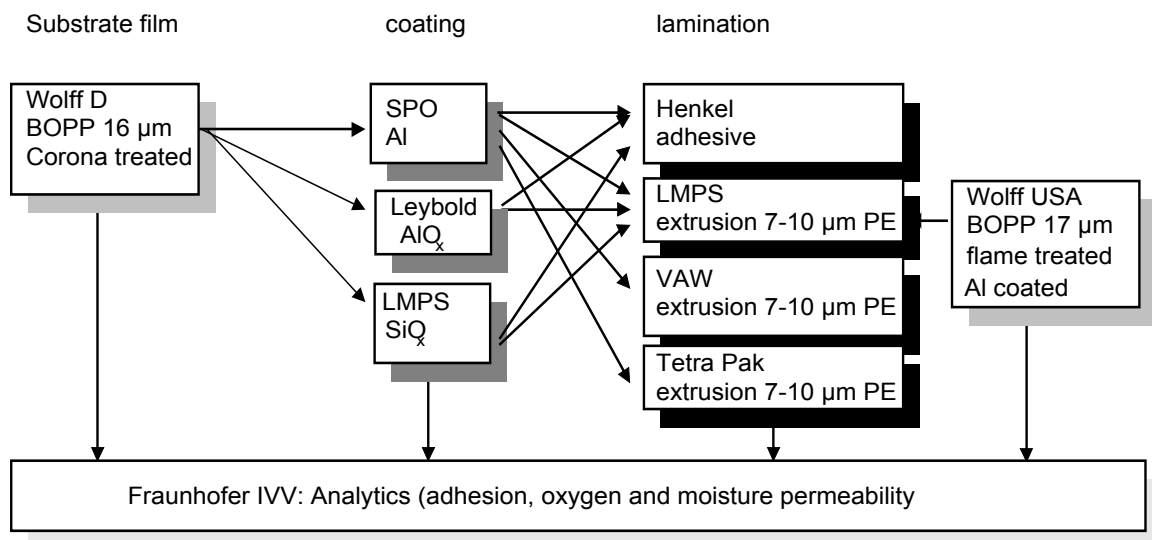 Substrate film
coating
lamination
Wolff D
BOPP 16 µm
Corona treated
SPO
Al
Leybold
AlOx
LMPS
SiOx
Henkel
adhesive
LMPS
extrusion 7-10 µm PE
VAW
extrusion 7-10 µm PE
Tetra Pak
extrusion 7-10 µm PE
Wolff USA
BOPP 17 µm
flame treated
Al coated
Fraunhofer IVV: Analytics (adhesion, oxygen and moisture permeability